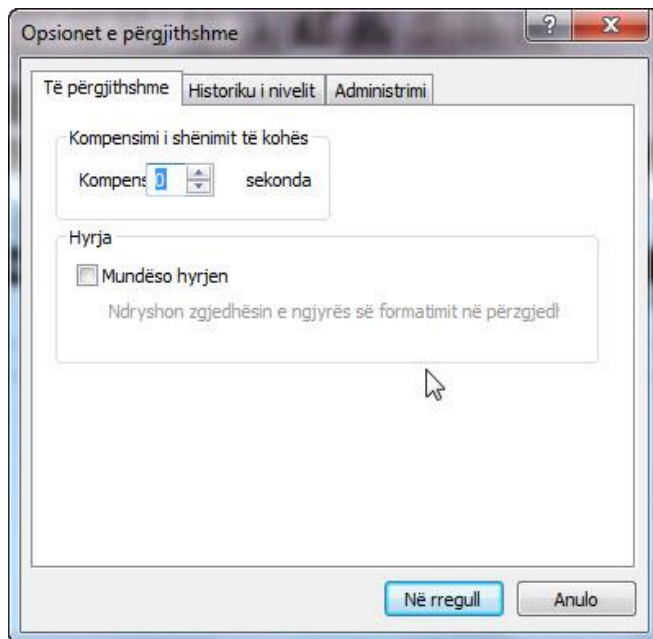 Opsionet e përgjithshme
Të përgjithshme Historiku i nivelit Administrimi
Kompensimi i shënimit të kohës
Kompens 0 sekonda
Hyrja
Mundëso hyrjen
Ndryshon zgjedhësin e ngjyrës së formatimit në përzgjedh
Në rregull Anulo